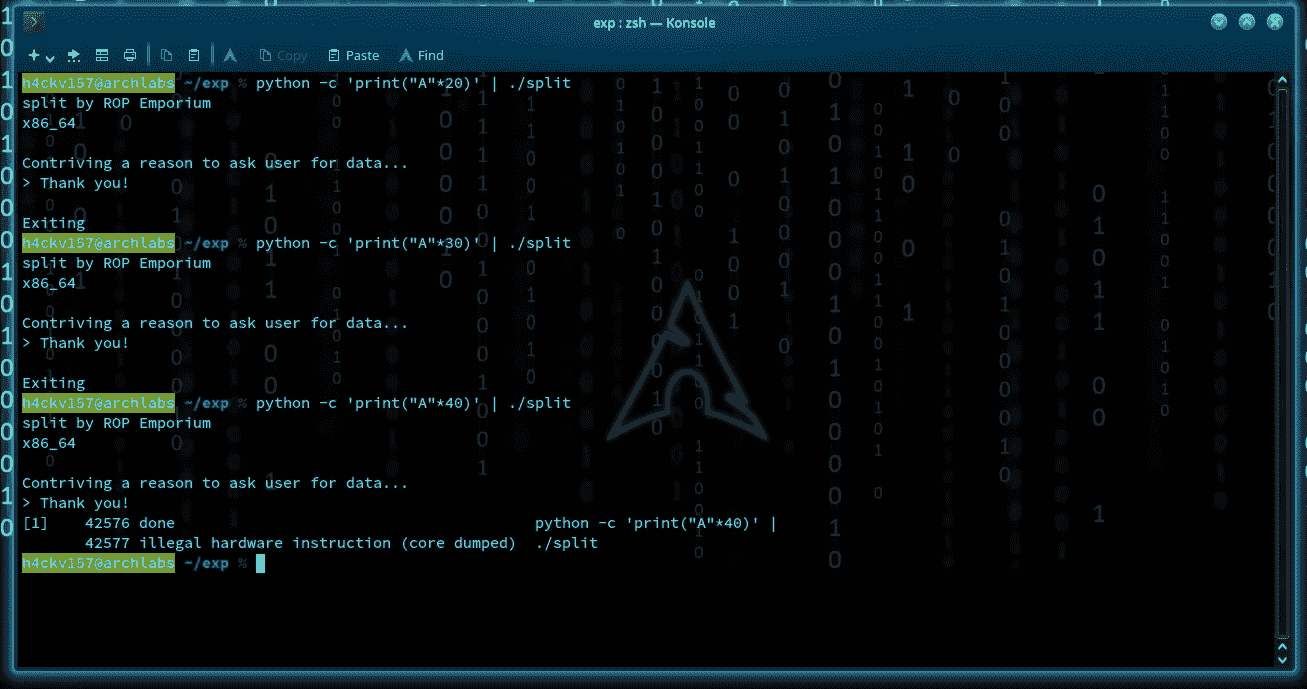 exp : zsh — Konsole
Copy Paste Find
h4ckv157@archlabs ~/exp % python -c 'print("A"*20)' | ./split
split by ROP Emporium
x86_64
Contriving a reason to ask user for data...
> Thank you!
Exiting
h4ckv157@archlabs ~/exp % python -c 'print("A"*30)' | ./split
split by ROP Emporium
x86_64
Contriving a reason to ask user for data...
> Thank you!
Exiting
h4ckv157@archlabs ~/exp % python -c 'print("A"*40)' | ./split
split by ROP Emporium
x86_64
Contriving a reason to ask user for data...
> Thank you!
[1] 42576 done python -c 'print("A"*40)' |
42577 illegal hardware instruction (core dumped) ./split
h4ckv157@archlabs ~/exp %